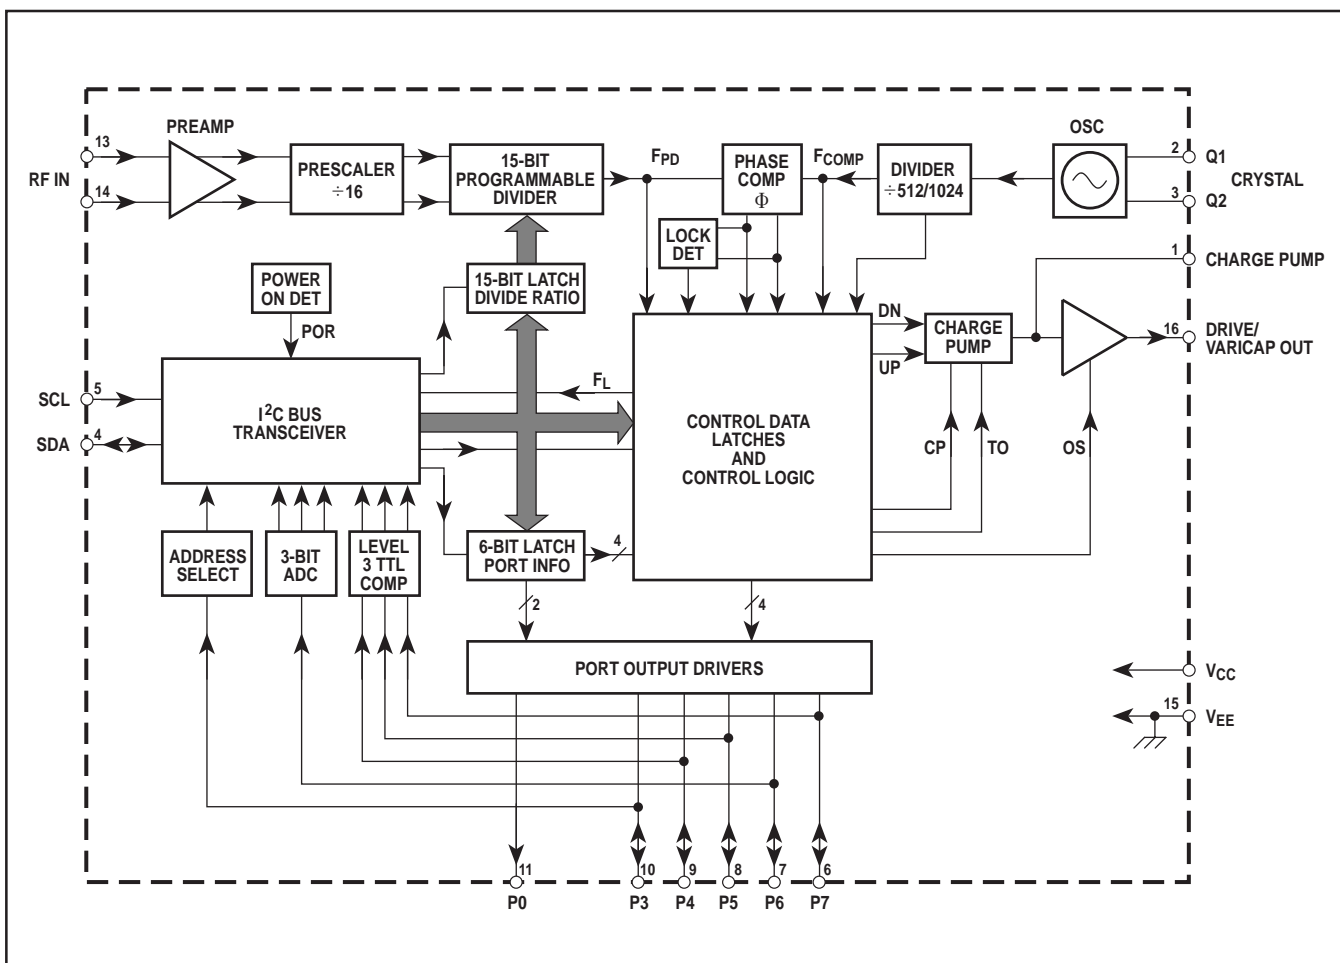 PREAMP
OSC
13
RF IN
14
PRESCALER
÷16
15-BIT
PROGRAMMABLE
DIVIDER
FPD
PHASE
COMP
Φ
FCOMP
DIVIDER
÷512/1024
2
Q1
CRYSTAL
3
Q2
LOCK
DET
1
CHARGE PUMP
POWER
ON DET
15-BIT LATCH
DIVIDE RATIO
POR
DN
UP
CHARGE
PUMP
16
DRIVE/
VARICAP OUT
SCL
5
SDA
4
I2C BUS
TRANSCEIVER
FL
CONTROL DATA
LATCHES
AND
CONTROL LOGIC
CP
TO
OS
ADDRESS
SELECT
3-BIT
ADC
LEVEL
3 TTL
COMP
6-BIT LATCH
PORT INFO
4
2
4
PORT OUTPUT DRIVERS
VCC
15
VEE
11
10
9
8
7
6
P0
P3
P4
P5
P6
P7